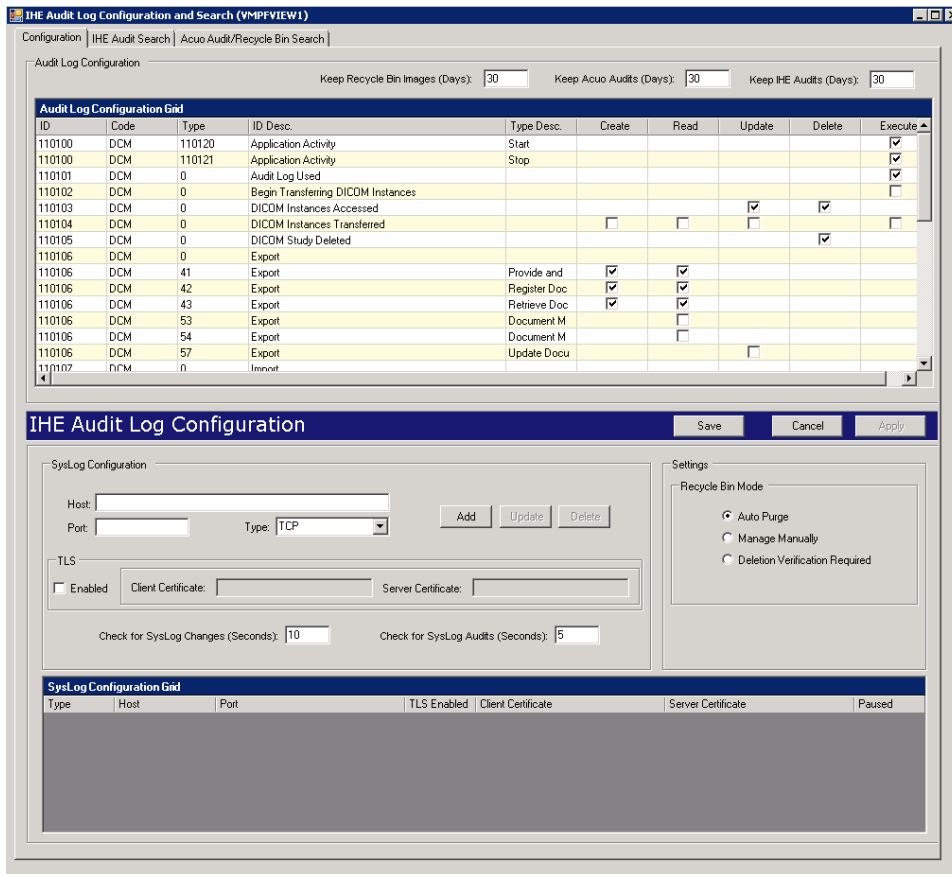 IHE Audit Log Configuration and Search (VMPFVIEW1)
Configuration IHE Audit Search Acuo Audit/Recycle Bin Search
Audit Log Configuration
Keep Recycle Bin Images (Days): 30 Keep Acuo Audits (Days): 30 Keep IHE Audits (Days): 30
Audit Log Configuration Grid
ID Code Type ID Desc. Type Desc. Create Read Update Delete Execute
110100 DCM 110120 Application Activity Start
110100 DCM 110121 Application Activity Stop
110101 DCM 0 Audit Log Used
110102 DCM 0 Begin Transferring DICOM Instances
110103 DCM 0 DICOM Instances Accessed
110104 DCM 0 DICOM Instances Transferred
110105 DCM 0 DICOM Study Deleted
110106 DCM 0 Export
110106 DCM 41 Export Provide and
110106 DCM 42 Export Register Doc
110106 DCM 43 Export Retrieve Doc
110106 DCM 53 Export Document M
110106 DCM 54 Export Document M
110106 DCM 57 Export Update Docu
110107 DCM 0 Import
IHE Audit Log Configuration Save Cancel Apply
SysLog Configuration
Host:
Port: Type: TCP Add Update Delete
TLS
Enabled Client Certificate: Server Certificate:
Check for SysLog Changes (Seconds): 10 Check for SysLog Audits (Seconds): 5
Settings
Recycle Bin Mode
Auto Purge
Manage Manually
Deletion Verification Required
SysLog Configuration Grid
Type Host Port TLS Enabled Client Certificate Server Certificate Paused